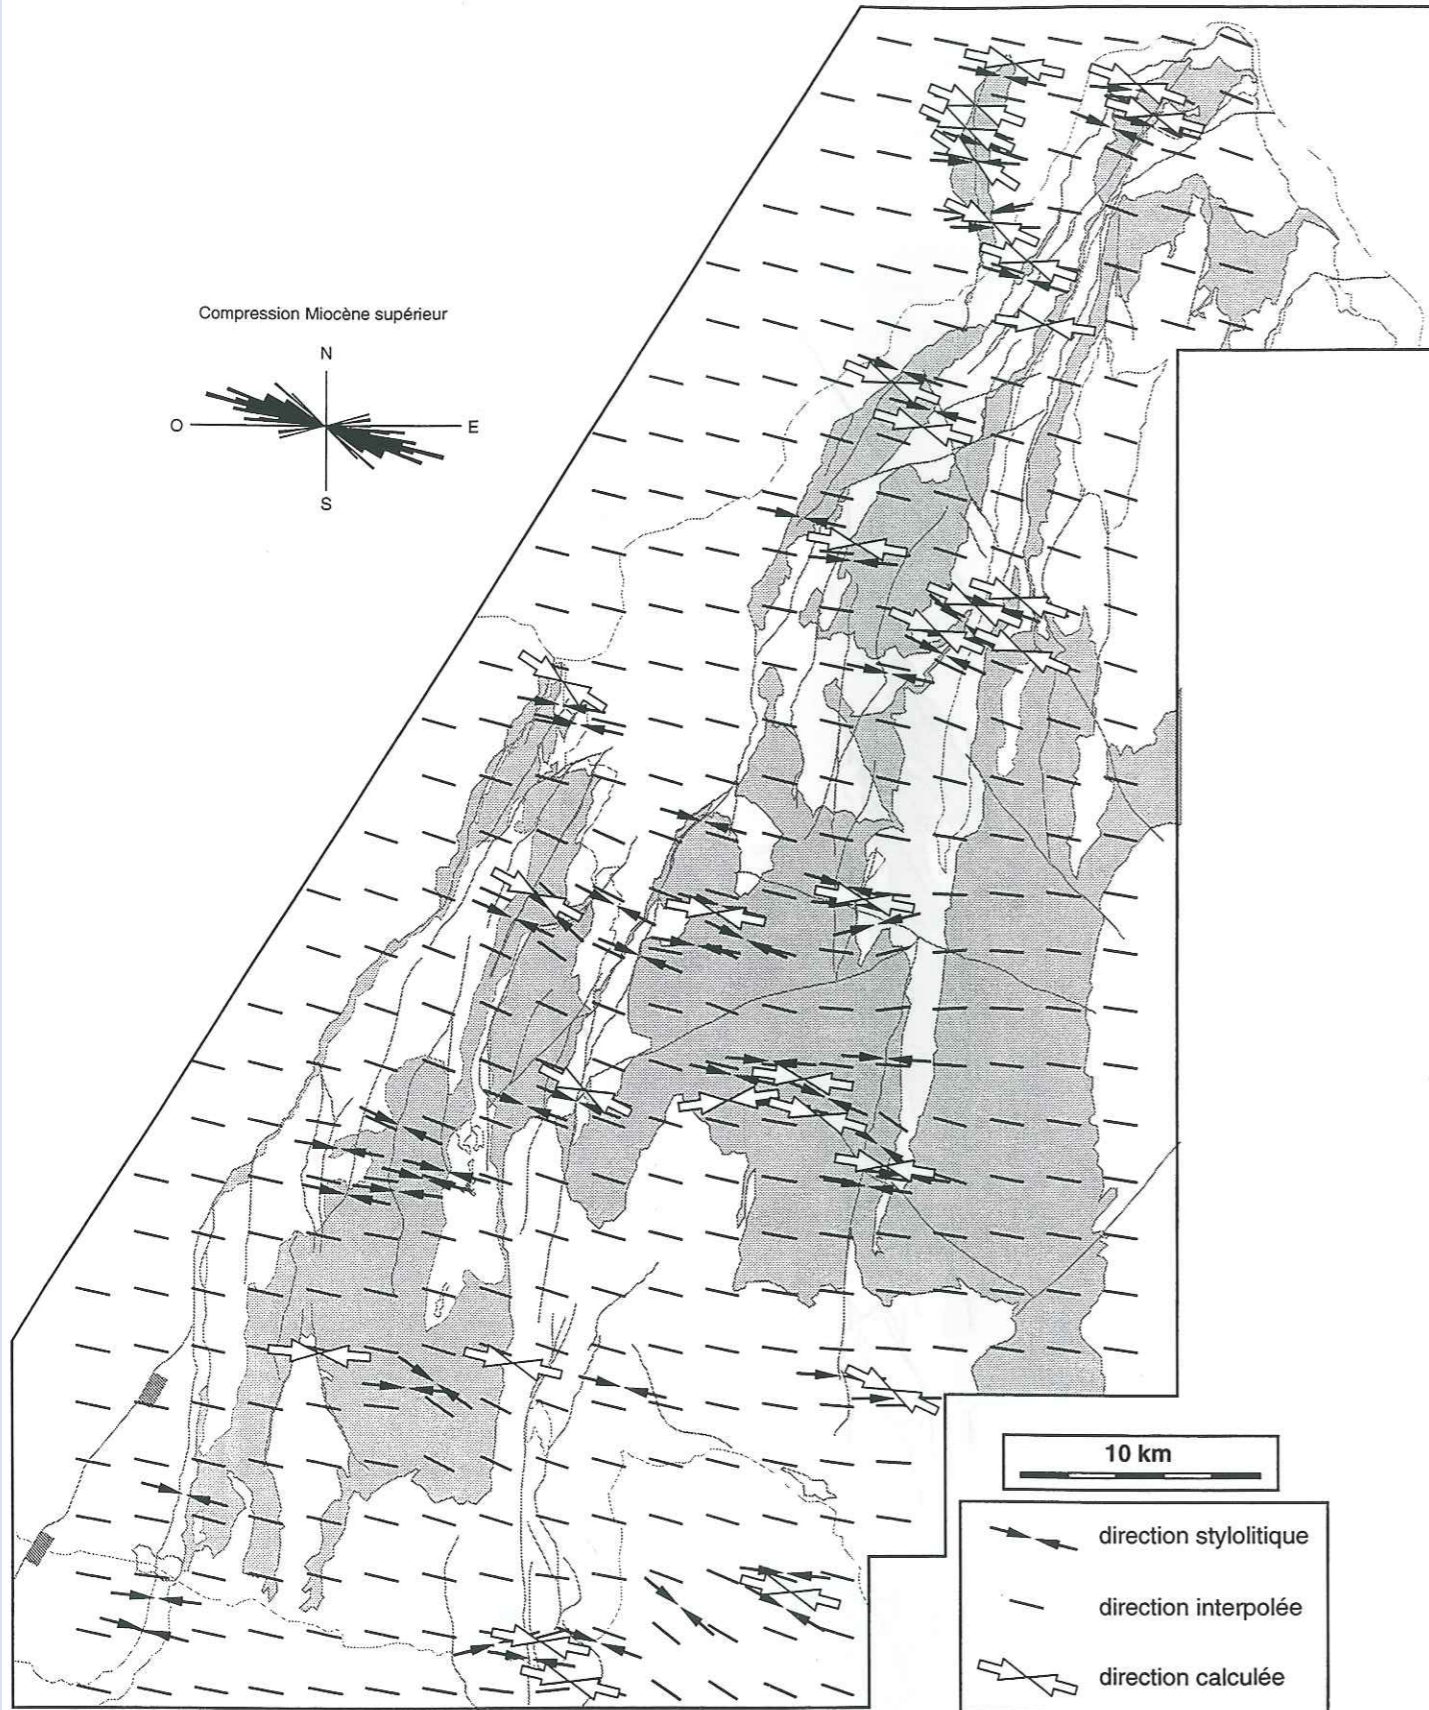 Compression Miocène supérieur
N
O
E
S
10 km
direction stylolitique
direction interpolée
direction calculée